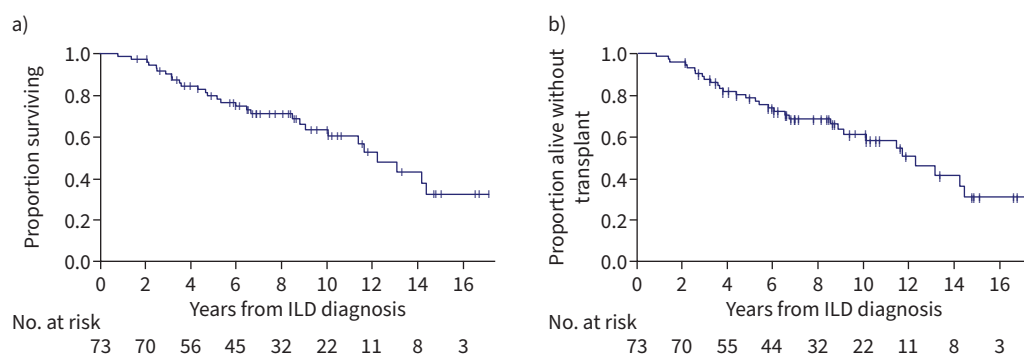 a)
Proportion surviving
1.0
0.8
0.6
0.4
0.2
0.0
0 2 4 6 8 10 12 14 16
Years from ILD diagnosis
No. at risk
73 70 56 45 32 22 11 8 3
b)
Proportion alive without
transplant
1.0
0.8
0.6
0.4
0.2
0.0
0 2 4 6 8 10 12 14 16
Years from ILD diagnosis
No. at risk
73 70 55 44 32 22 11 8 3